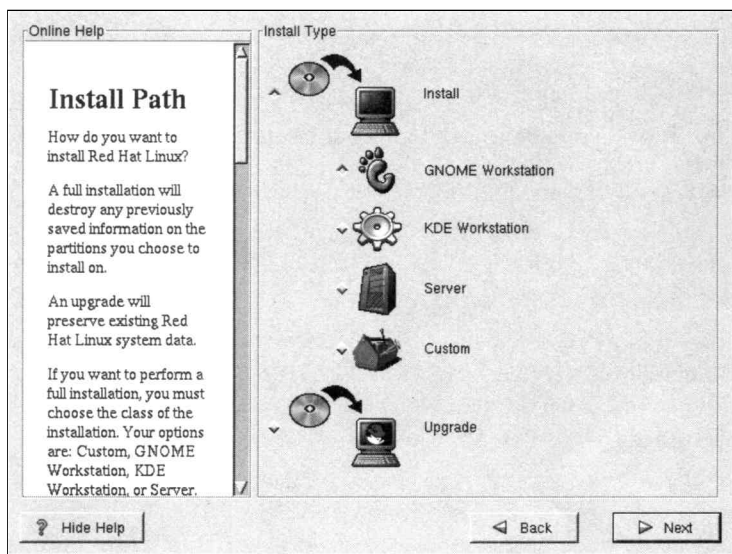 Online Help
Install Path
How do you want to
install Red Hat Linux?
A full installation will
destroy any previously
saved information on the
partitions you choose to
install on.
An upgrade will
preserve existing Red
Hat Linux system data.
If you want to perform a
full installation, you must
choose the class of the
installation. Your options
are: Custom, GNOME
Workstation, KDE
Workstation, or Server.
Install Type
Install
GNOME Workstation
KDE Workstation
Server
Custom
Upgrade
? Hide Help
Back
Next